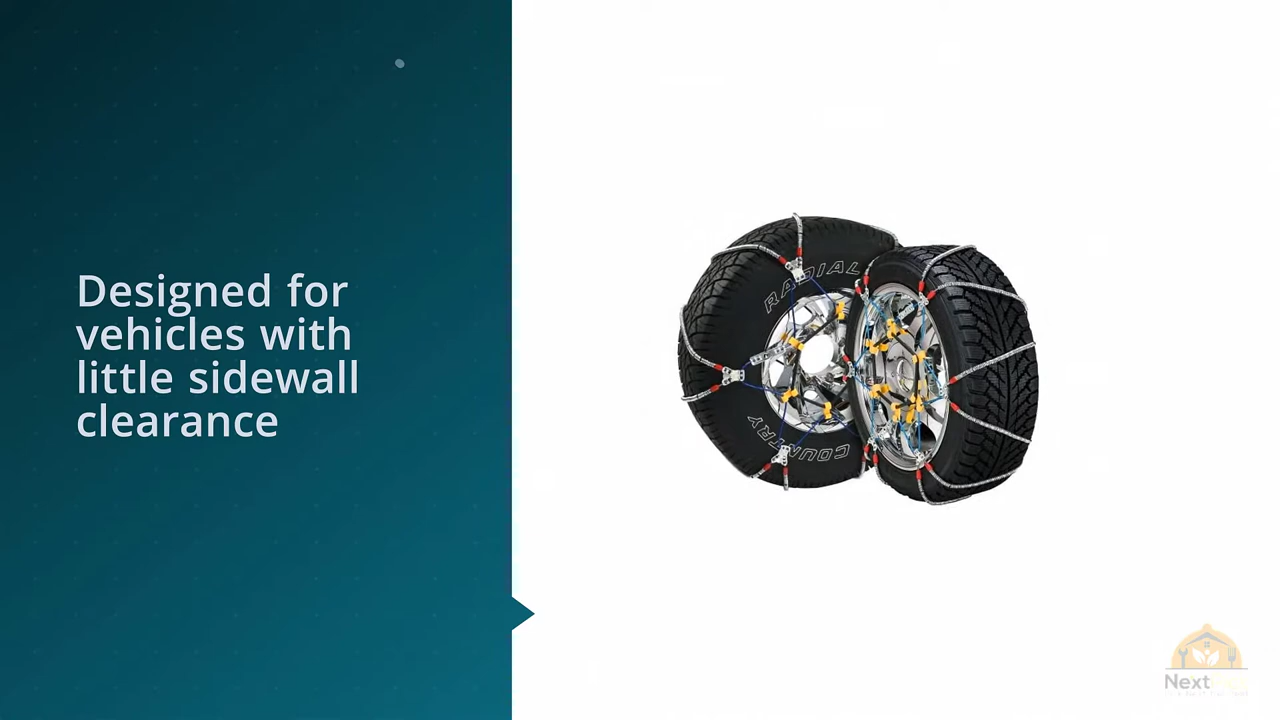 Designed for
vehicles with
little sidewall
clearance
RADIAL
COUNTRY
Next